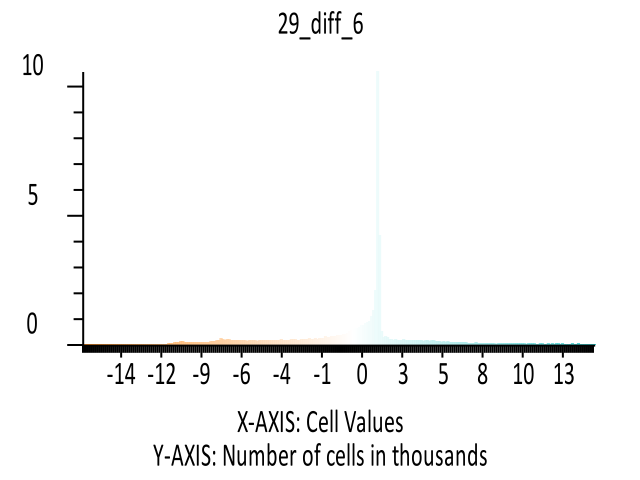 29_diff_6
10
5
0
-14 -12 -9 -6 -4 -1 0 3 5 8 10 13
X-AXIS: Cell Values
Y-AXIS: Number of cells in thousands